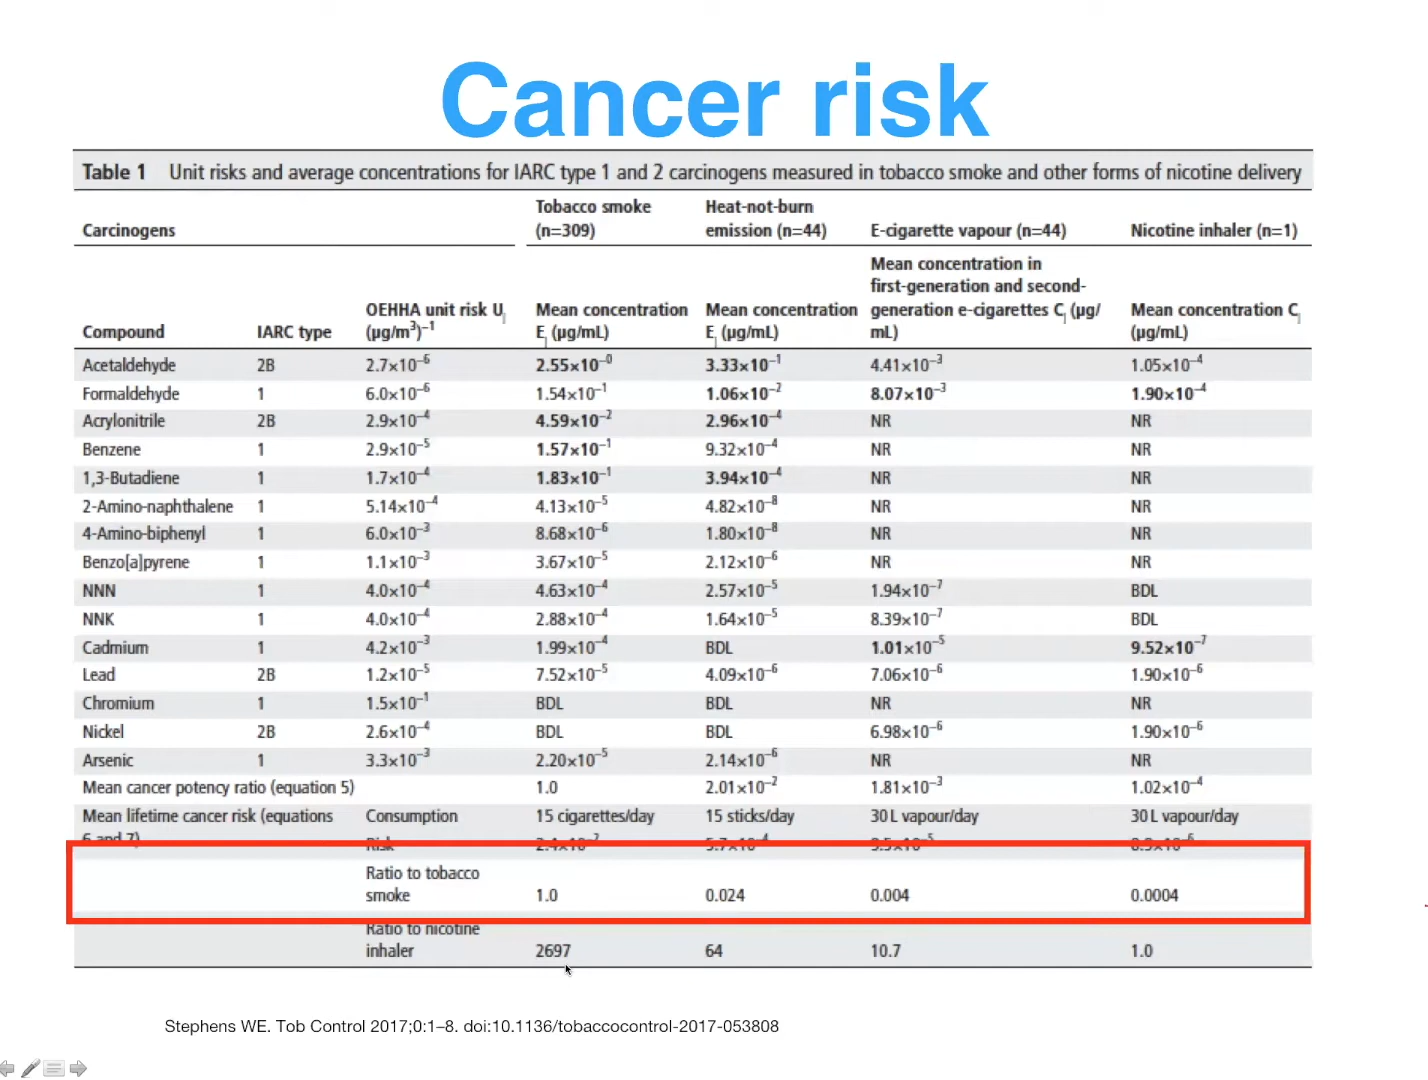 Cancer risk
Table 1 Unit risks and average concentrations for IARC type 1 and 2 carcinogens measured in tobacco smoke and other forms of nicotine delivery
Carcinogens Tobacco smoke (n=309) Heat-not-burn emission (n=44) E-cigarette vapour (n=44) Nicotine inhaler (n=1)
Compound IARC type OEHHA unit risk Uj (µg/m³)⁻¹ Mean concentration Ej (µg/mL) Mean concentration Ej (µg/mL) Mean concentration in first-generation and second-generation e-cigarettes Cj (µg/mL) Mean concentration Cj (µg/mL)
Acetaldehyde 2B 2.7×10⁻⁶ 2.55×10⁻⁰ 3.33×10⁻¹ 4.41×10⁻³ 1.05×10⁻⁴
Formaldehyde 1 6.0×10⁻⁶ 1.54×10⁻¹ 1.06×10⁻² 8.07×10⁻³ 1.90×10⁻⁴
Acrylonitrile 2B 2.9×10⁻⁴ 4.59×10⁻² 2.96×10⁻⁴ NR NR
Benzene 1 2.9×10⁻⁵ 1.57×10⁻¹ 9.32×10⁻⁴ NR NR
1,3-Butadiene 1 1.7×10⁻⁴ 1.83×10⁻¹ 3.94×10⁻⁴ NR NR
2-Amino-naphthalene 1 5.14×10⁻⁴ 4.13×10⁻⁵ 4.82×10⁻⁸ NR NR
4-Amino-biphenyl 1 6.0×10⁻³ 8.68×10⁻⁶ 1.80×10⁻⁸ NR NR
Benzo[a]pyrene 1 1.1×10⁻³ 3.67×10⁻⁵ 2.12×10⁻⁶ NR NR
NNN 1 4.0×10⁻⁴ 4.63×10⁻⁴ 2.57×10⁻⁵ 1.94×10⁻⁷ BDL
NNK 1 4.0×10⁻⁴ 2.88×10⁻⁴ 1.64×10⁻⁵ 8.39×10⁻⁷ BDL
Cadmium 1 4.2×10⁻³ 1.99×10⁻⁴ BDL 1.01×10⁻⁵ 9.52×10⁻⁷
Lead 2B 1.2×10⁻⁵ 7.52×10⁻⁵ 4.09×10⁻⁶ 7.06×10⁻⁶ 1.90×10⁻⁶
Chromium 1 1.5×10⁻¹ BDL BDL NR NR
Nickel 2B 2.6×10⁻⁴ BDL BDL 6.98×10⁻⁶ 1.90×10⁻⁶
Arsenic 1 3.3×10⁻³ 2.20×10⁻⁵ 2.14×10⁻⁶ NR NR
Mean cancer potency ratio (equation 5) 1.0 2.01×10⁻² 1.81×10⁻³ 1.02×10⁻⁴
Mean lifetime cancer risk (equations 6 and 7) Consumption 15 cigarettes/day 15 sticks/day 30 L vapour/day 30 L vapour/day
Risk
Ratio to tobacco smoke 1.0 0.024 0.004 0.0004
Ratio to nicotine inhaler 2697 64 10.7 1.0
Stephens WE. Tob Control 2017;0:1–8. doi:10.1136/tobaccocontrol-2017-053808